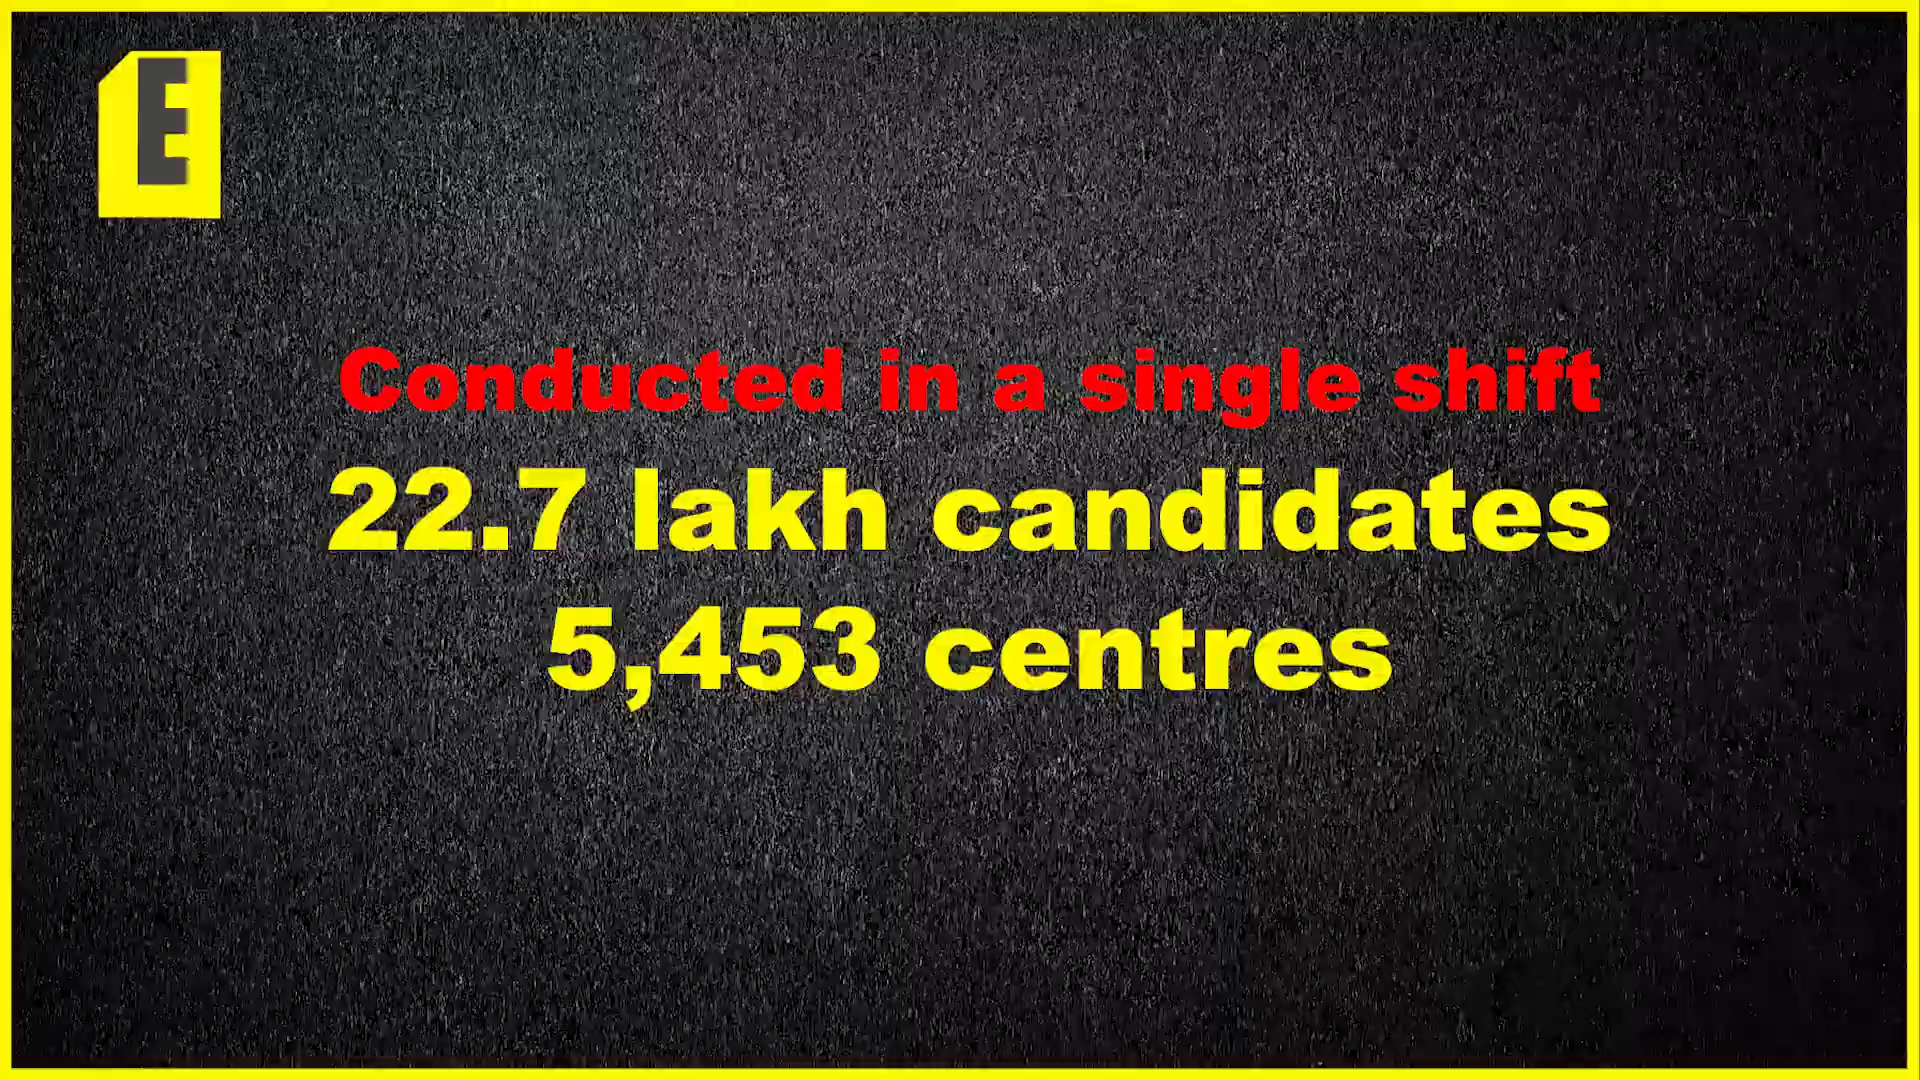 E
Conducted in a single shift
22.7 lakh candidates
5,453 centres